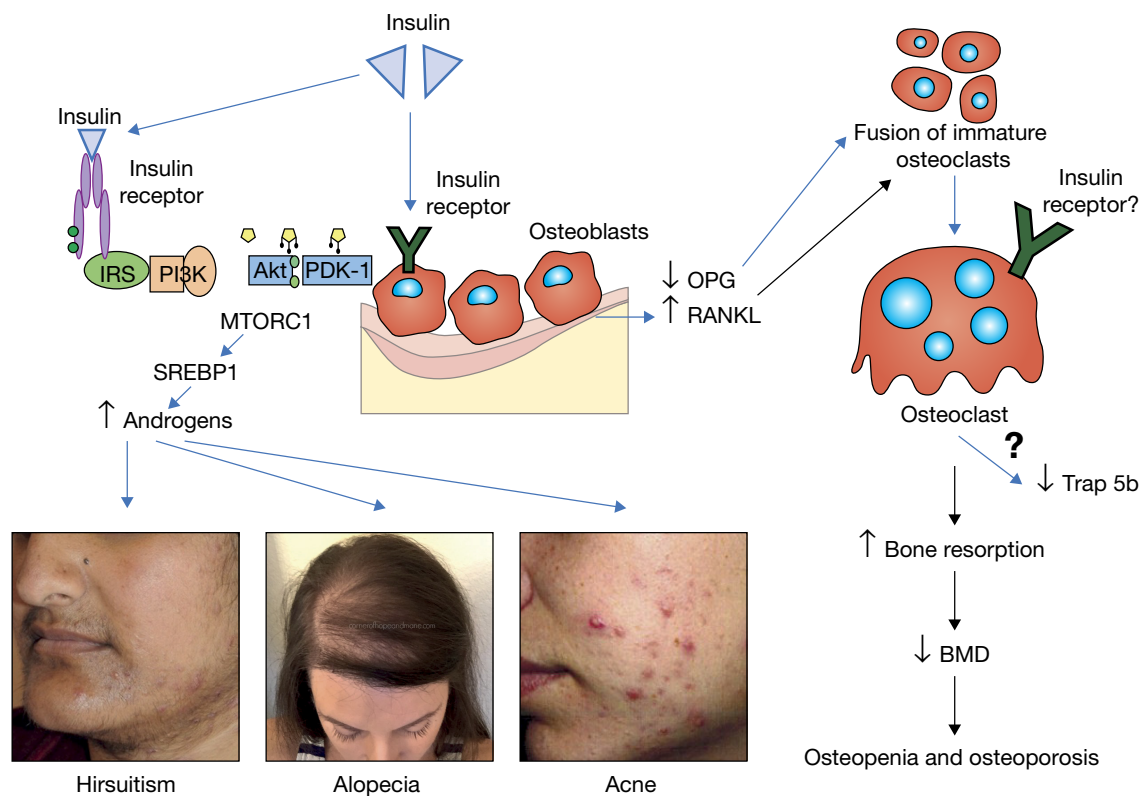 Insulin
Insulin
Insulin
receptor
IRS
PI3K
Akt
PDK-1
MTORC1
SREBP1
↑ Androgens
Insulin
receptor
Osteoblasts
↓ OPG
↑ RANKL
Fusion of immature
osteoclasts
Insulin
receptor?
Osteoclast
?
↓ Trap 5b
↑ Bone resorption
↓ BMD
Osteopenia and osteoporosis
Hirsuitism
Alopecia
Acne